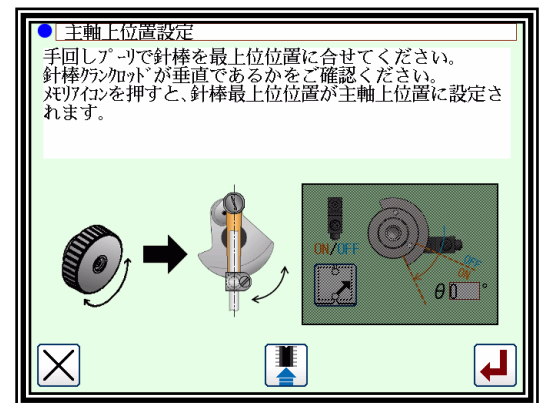 主軸上位置設定
手回しプーリで針棒を最上位位置に合せてください。
針棒クランクロッドが垂直であるかをご確認ください。
メモリアイコンを押すと、針棒最上位位置が主軸上位置に設定さ
れます。
ON/OFF
OFF
ON
θ 0 °